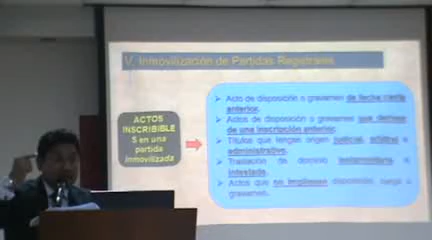 V. Inmovilización de Partidas Registrales
ACTOS
INSCRIBIBLE
S en una
partida
inmovilizada
Acto de disposición o gravamen de fecha cierta
anterior.
Actos de disposición o gravamen que deriven
de una inscripción anterior.
Títulos que tengan origen judicial, arbitral o
administrativo.
Traslación de dominio testamentaria e
intestada.
Actos que no impliquen disposición, carga o
gravamen.